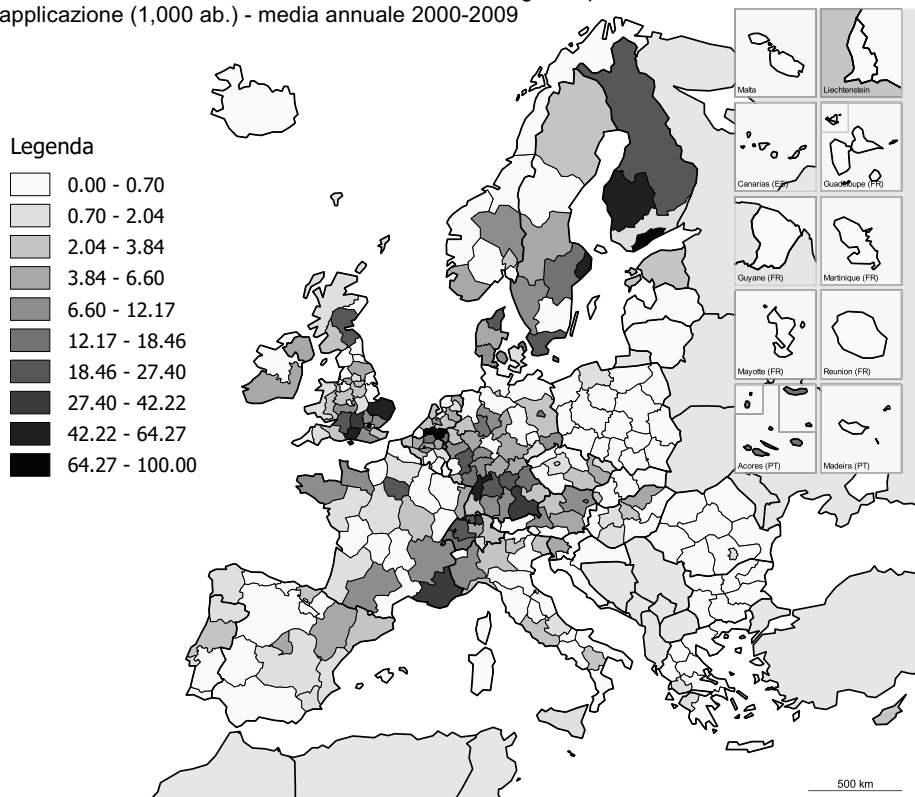 applicazione (1,000 ab.) - media annuale 2000-2009
Legenda
0.00 - 0.70
0.70 - 2.04
2.04 - 3.84
3.84 - 6.60
6.60 - 12.17
12.17 - 18.46
18.46 - 27.40
27.40 - 42.22
42.22 - 64.27
64.27 - 100.00
Malta
Liechtenstein
Canarias (ES)
Guadeloupe (FR)
Guyane (FR)
Martinique (FR)
Mayotte (FR)
Reunion (FR)
Acores (PT)
Madeira (PT)
500 km